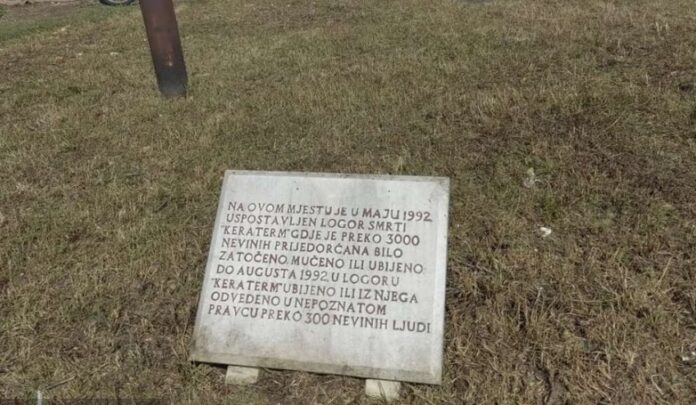 NA OVOM MJESTU JE U MAJU 1992
USPOSTAVLJEN LOGOR SMRTI
"KERATERM" GDJE JE PREKO 3000
NEVINIH PRIJEDORČANA BILO
ZATOČENO, MUČENO ILI UBIJENO
DO AUGUSTA 1992, U LOGORU
"KERATERM" UBIJENO ILI IZ NJEGA
ODVEDENO U NEPOZNATOM
PRAVCU PREKO 300 NEVINIH LJUDI